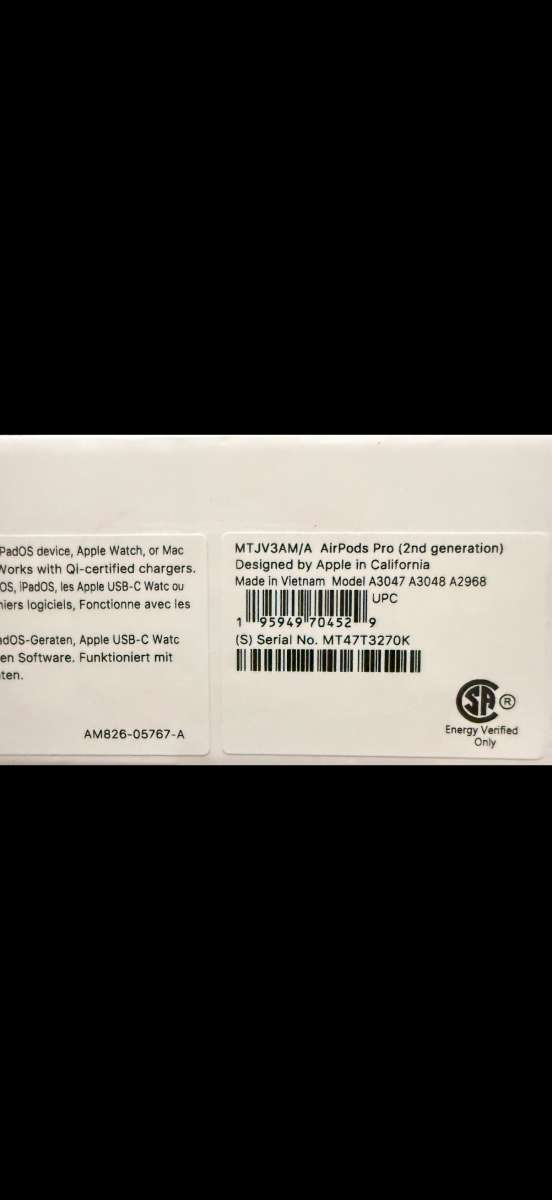 PadOS device, Apple Watch, or Mac
Works with Qi-certified chargers.
OS, iPadOS, les Apple USB-C Watc ou
niers logiciels, Fonctionne avec les
adOS-Geraten, Apple USB-C Watc
en Software. Funktioniert mit
ten.
AM826-05767-A
MTJV3AM/A AirPods Pro (2nd generation)
Designed by Apple in California
Made in Vietnam Model A3047 A3048 A2968
UPC
1 95949 70452 9
(S) Serial No. MT47T3270K
SA ®
Energy Verified
Only